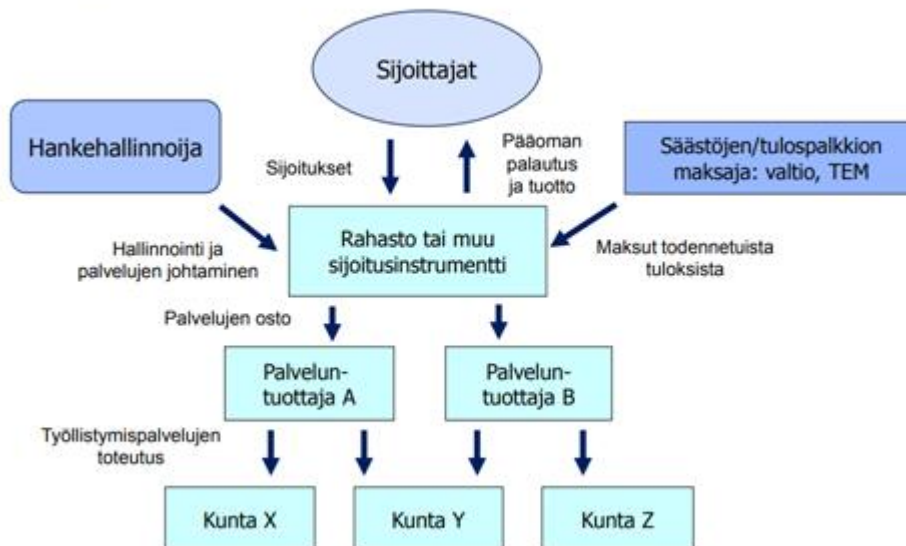 Sijoittajat
Hankehallinnoija
Sijoitukset
Pääoman
palautus
ja tuotto
Säästöjen/tulospalkkion
maksaja: valtio, TEM
Hallinnointi ja
palvelujen johtaminen
Rahasto tai muu
sijoitusinstrumentti
Maksut todennetuista
tuloksista
Palvelujen osto
Palvelun-
tuottaja A
Palvelun-
tuottaja B
Työllistymispalvelujen
toteutus
Kunta X
Kunta Y
Kunta Z